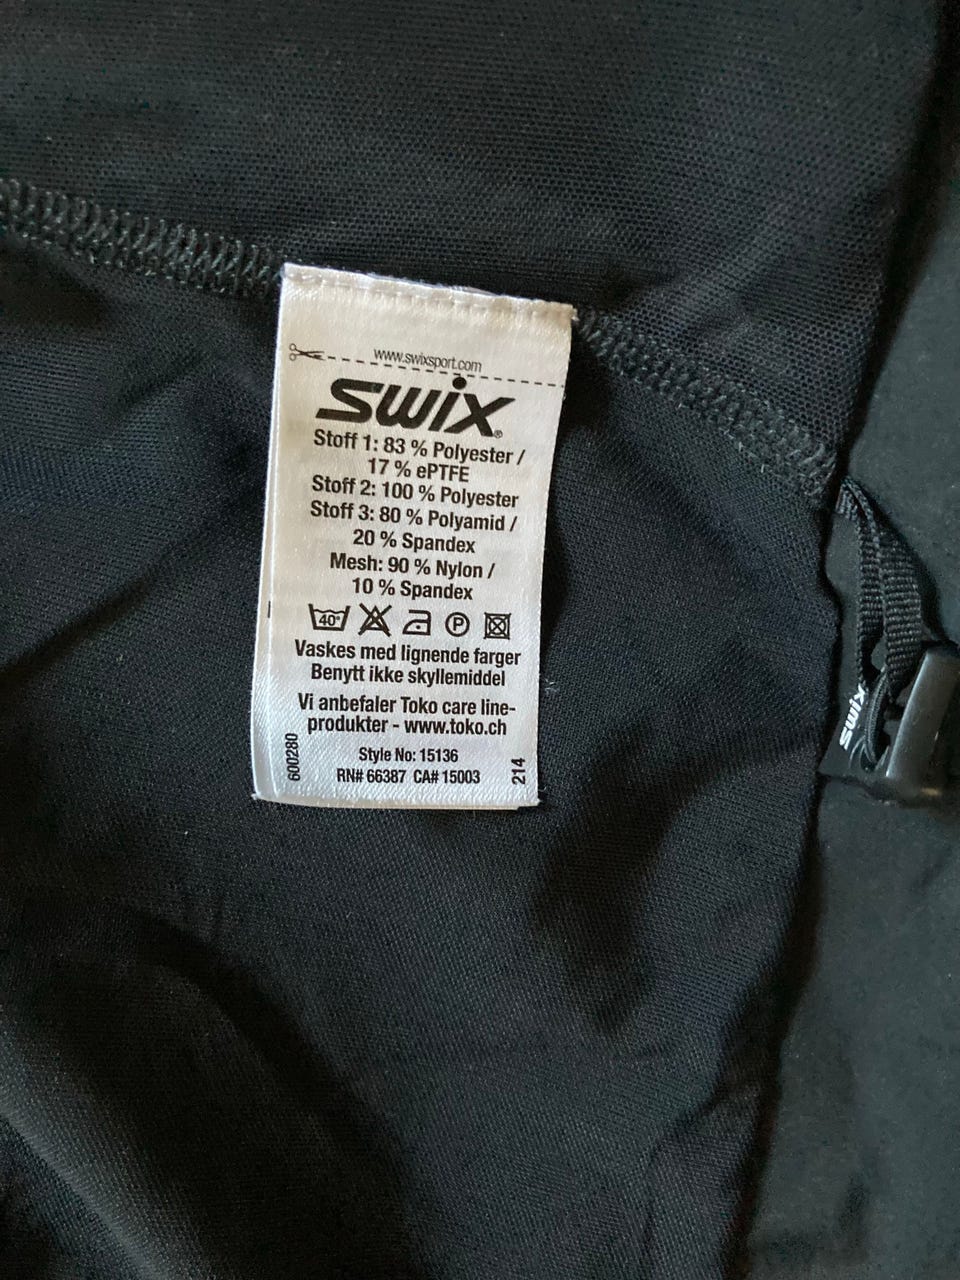 www.swixsport.com
swix
Stoff 1: 83 % Polyester /
17 % ePTFE
Stoff 2: 100 % Polyester
Stoff 3: 80 % Polyamid /
20 % Spandex
Mesh: 90 % Nylon /
10 % Spandex
40°
P
Vaskes med lignende farger
Benytt ikke skyllemiddel
Vi anbefaler Toko care line-
produkter - www.toko.ch
Style No: 15136
RN# 66387 CA# 15003
600280
214
swix